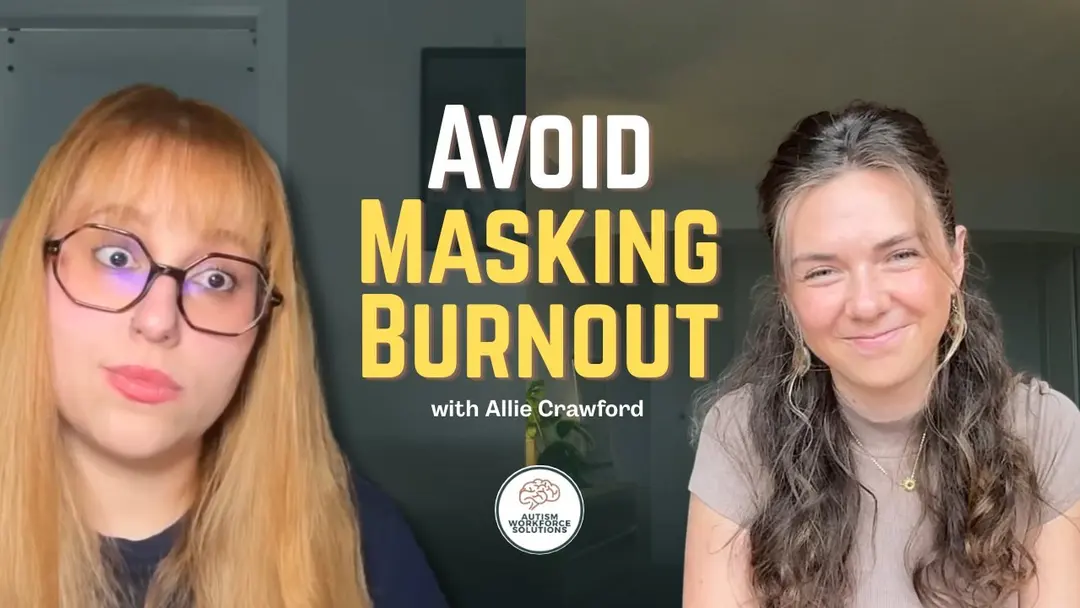 Avoid
Masking
Burnout
with Allie Crawford
AUTISM
WORKFORCE
SOLUTIONS